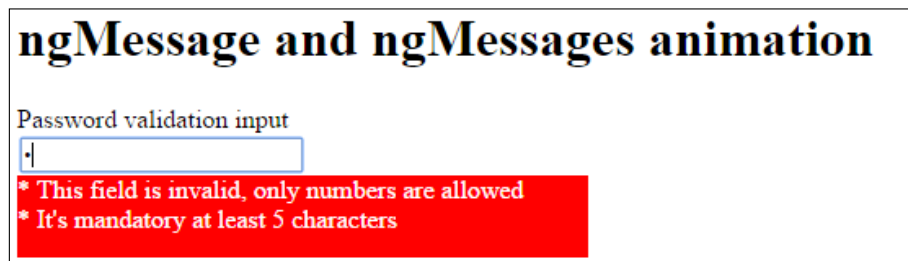 ngMessage and ngMessages animation
Password validation input
•
* This field is invalid, only numbers are allowed
* It's mandatory at least 5 characters